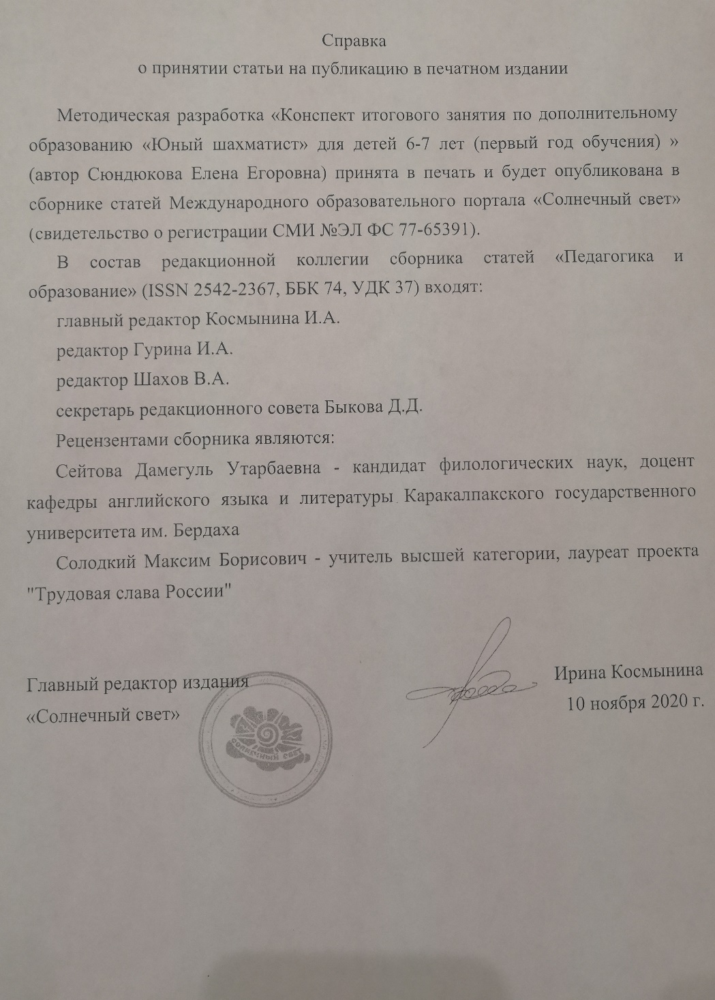 Справка
о принятии статьи на публикацию в печатном издании
Методическая разработка «Конспект итогового занятия по дополнительному
образованию «Юный шахматист» для детей 6-7 лет (первый год обучения) »
(автор Сюндюкова Елена Егоровна) принята в печать и будет опубликована в
сборнике статей Международного образовательного портала «Солнечный свет»
(свидетельство о регистрации СМИ №ЭЛ ФС 77-65391).
В состав редакционной коллегии сборника статей «Педагогика и
образование» (ISSN 2542-2367, ББК 74, УДК 37) входят:
главный редактор Космынина И.А.
редактор Гурина И.А.
редактор Шахов В.А.
секретарь редакционного совета Быкова Д.Д.
Рецензентами сборника являются:
Сейтова Дамегуль Утарбаевна - кандидат филологических наук, доцент
кафедры английского языка и литературы Каракалпакского государственного
университета им. Бердаха
Солодкий Максим Борисович - учитель высшей категории, лауреат проекта
"Трудовая слава России"
Главный редактор издания
«Солнечный свет»
Ирина Космынина
10 ноября 2020 г.
СОЛНЕЧНЫЙ СВЕТ